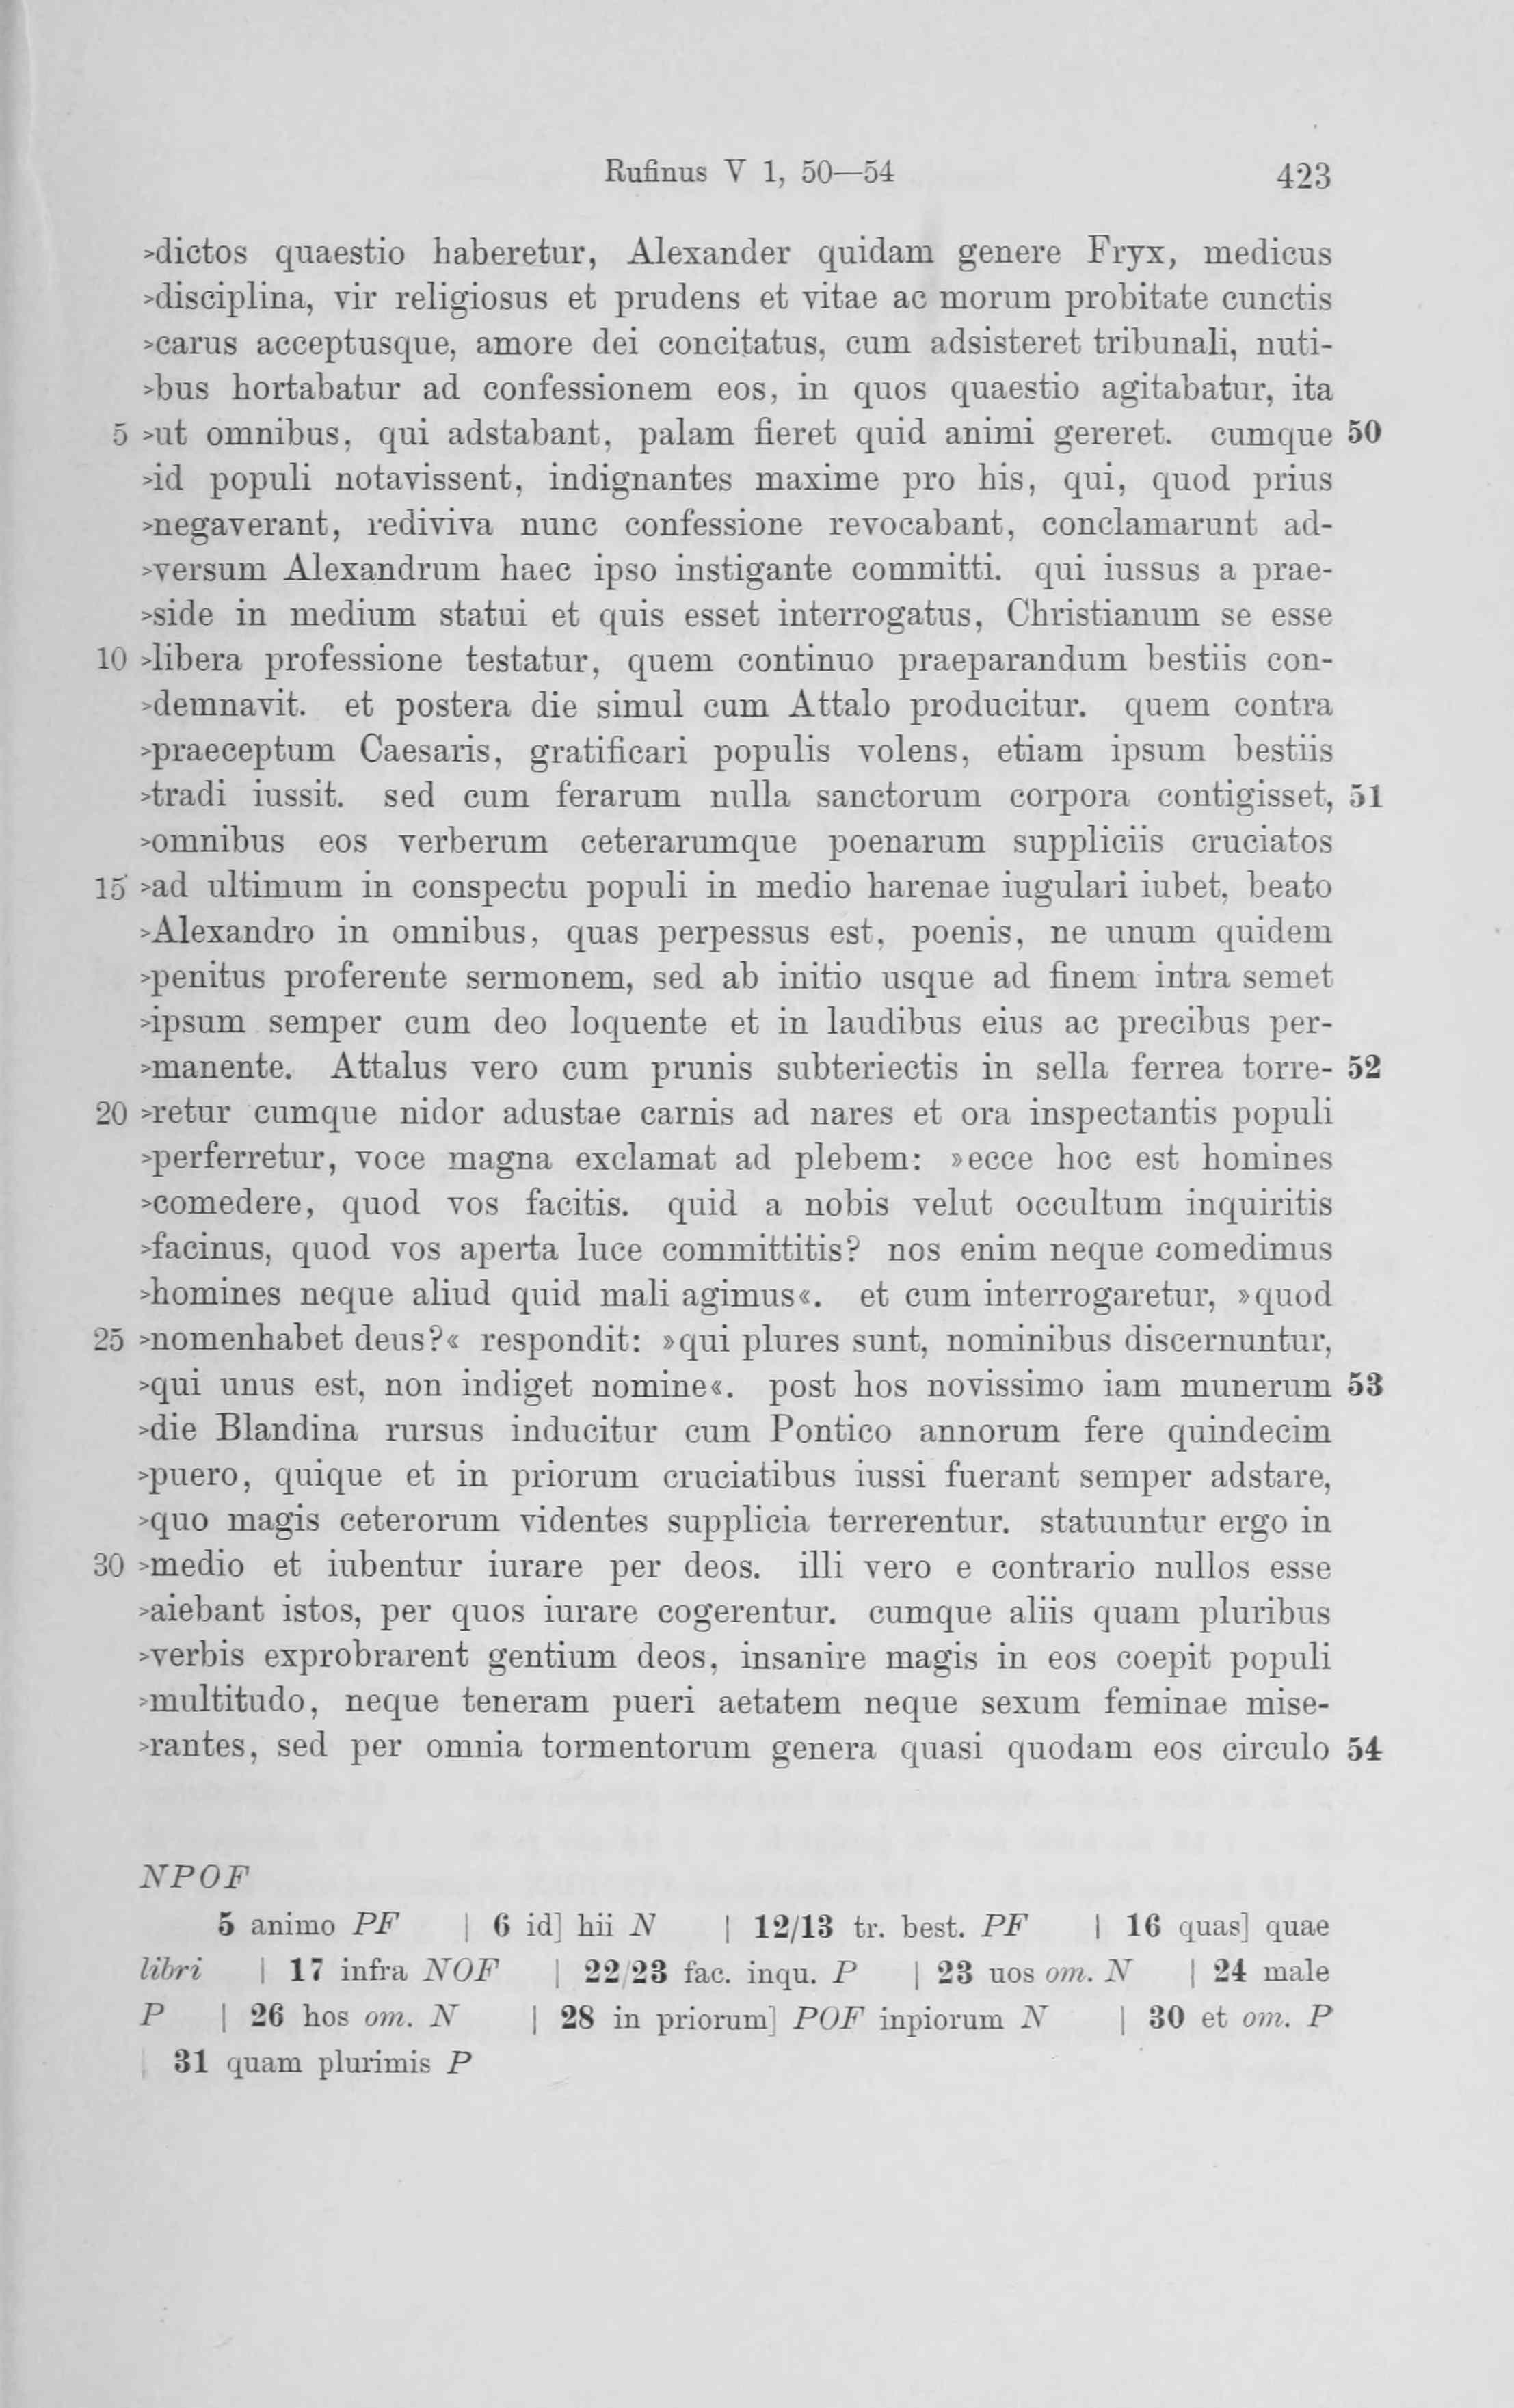 Rufinus V 1, 50—54 423
>dictos quaestio haberetur, Alexander quidam genere Fryx, medicus
>disciplina, vir religiosus et prudens et vitae ac morum probitate cunctis
>carus acceptusque, amore dei concitatus, cum adsisteret tribunali, nuti-
>bus hortabatur ad confessionem eos, in quos quaestio agitabatur, ita
5 >ut omnibus, qui adstabant, palam fieret quid animi gereret. cumque 50
>id populi notavissent, indignantes maxime pro his, qui, quod prius
>negaverant, rediviva nunc confessione revocabant, conclamarunt ad-
>versum Alexandrum haec ipso instigante committi. qui iussus a prae-
>side in medium statui et quis esset interrogatus, Christianum se esse
10 >libera professione testatur, quem continuo praeparandum bestiis con-
>demnavit. et postera die simul cum Attalo producitur. quem contra
>praeceptum Caesaris, gratificari populis volens, etiam ipsum bestiis
>tradi iussit. sed cum ferarum nulla sanctorum corpora contigisset, 51
>omnibus eos verberum ceterarumque poenarum suppliciis cruciatos
15 >ad ultimum in conspectu populi in medio harenae iugulari iubet, beato
>Alexandro in omnibus, quas perpessus est, poenis, ne unum quidem
>penitus proferente sermonem, sed ab initio usque ad finem intra semet
>ipsum semper cum deo loquente et in laudibus eius ac precibus per-
>manente. Attalus vero cum prunis subteriectis in sella ferrea torre- 52
20 >retur cumque nidor adustae carnis ad nares et ora inspectantis populi
>perferretur, voce magna exclamat ad plebem: »ecce hoc est homines
>comedere, quod vos facitis. quid a nobis velut occultum inquiritis
>facinus, quod vos aperta luce committitis? nos enim neque comedimus
>homines neque aliud quid mali agimus«. et cum interrogaretur, »quod
25 >nomenhabet deus?« respondit: »qui plures sunt, nominibus discernuntur,
>qui unus est, non indiget nomine«. post hos novissimo iam munerum 53
>die Blandina rursus inducitur cum Pontico annorum fere quindecim
>puero, quique et in priorum cruciatibus iussi fuerant semper adstare,
>quo magis ceterorum videntes supplicia terrerentur. statuuntur ergo in
30 >medio et iubentur iurare per deos. illi vero e contrario nullos esse
>aiebant istos, per quos iurare cogerentur. cumque aliis quam pluribus
>verbis exprobrarent gentium deos, insanire magis in eos coepit populi
>multitudo, neque teneram pueri aetatem neque sexum feminae mise-
>rantes, sed per omnia tormentorum genera quasi quodam eos circulo 54
NPOF
5 animo PF | 6 id] hii N | 12/13 tr. best. PF | 16 quas] quae
libri | 17 infra NOF | 22/23 fac. inqu. P | 23 uos om. N | 24 male
P | 26 hos om. N | 28 in priorum] POF inpiorum N | 30 et om. P
| 31 quam plurimis P